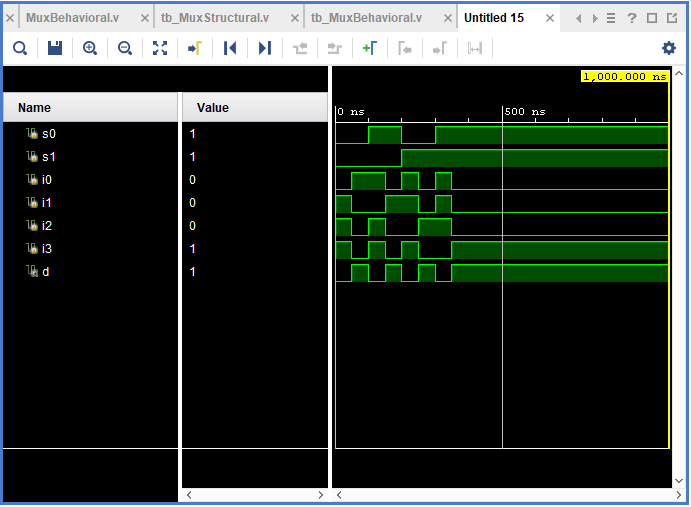 MuxBehavioral.v
tb_MuxStructural.v
tb_MuxBehavioral.v
Untitled 15
1,000.000 ns
Name Value
0 ns 500 ns
s0 1
s1 1
i0 0
i1 0
i2 0
i3 1
d 1